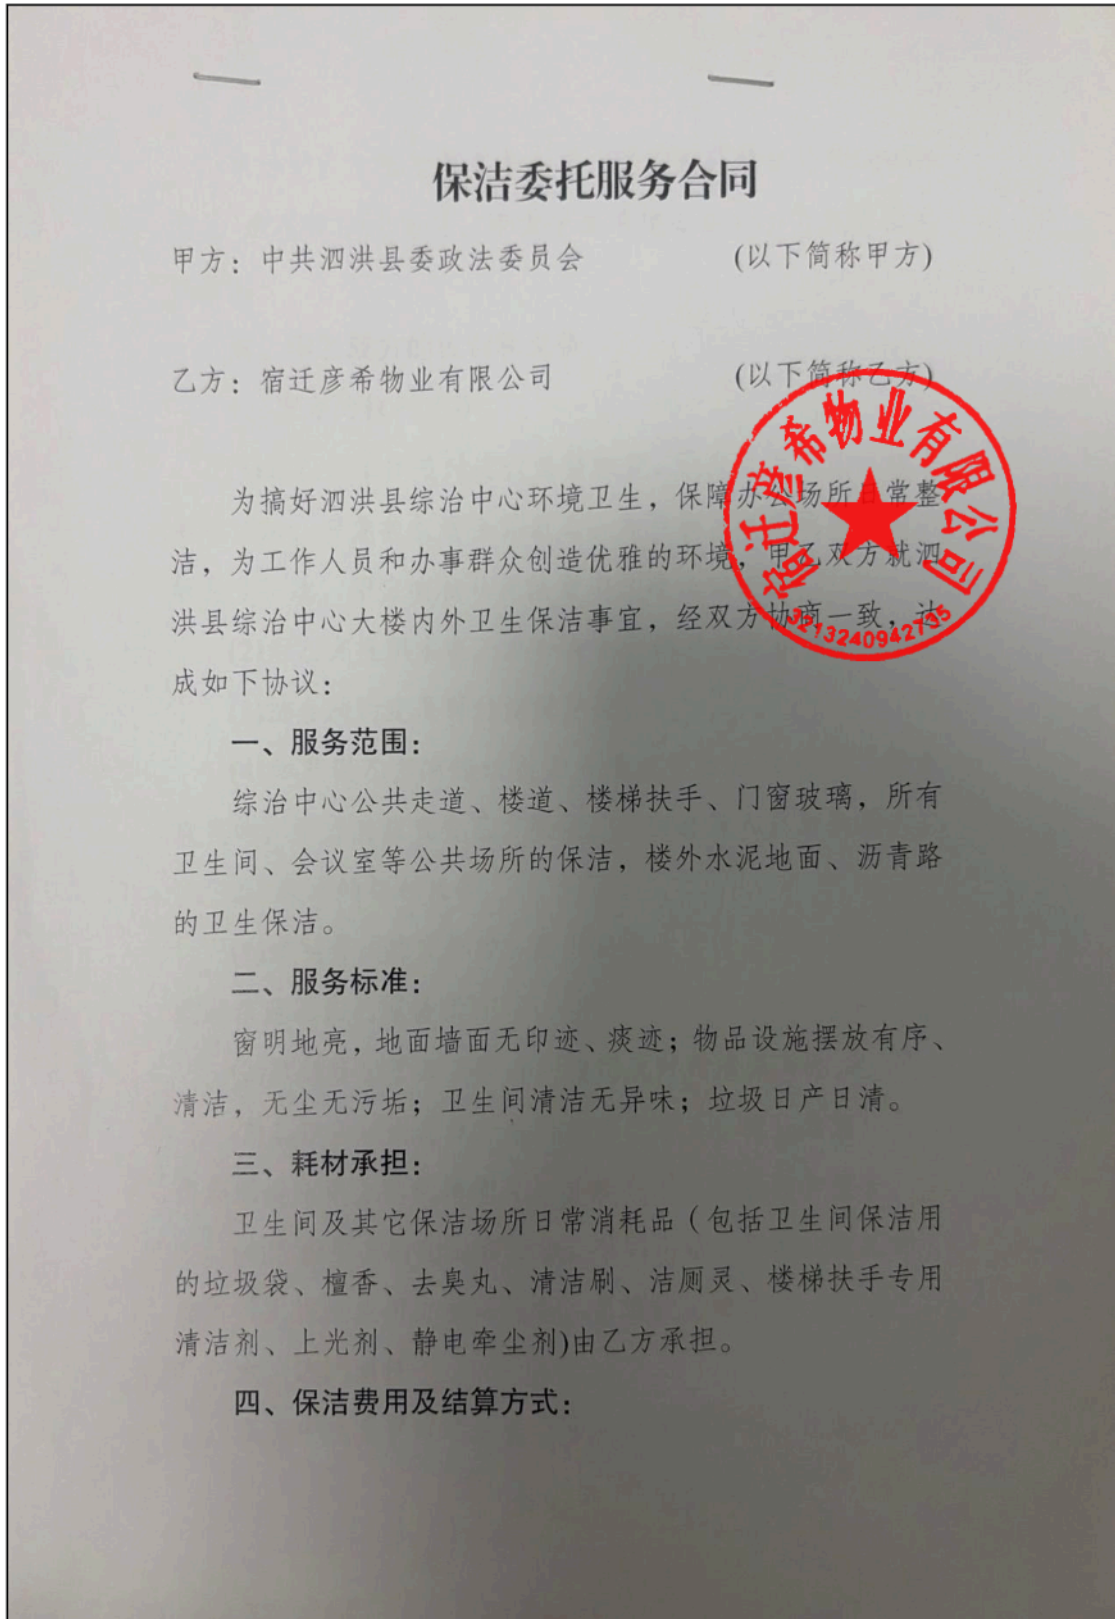 保洁委托服务合同
甲方：中共泗洪县委政法委员会 (以下简称甲方)
乙方：宿迁彦希物业有限公司 (以下简称乙方)
宿迁彦希物业有限公司
3213240942735
为搞好泗洪县综治中心环境卫生，保障办公场所日常整
洁，为工作人员和办事群众创造优雅的环境，甲乙双方就泗
洪县综治中心大楼内外卫生保洁事宜，经双方协商一致，达
成如下协议：
一、服务范围：
综治中心公共走道、楼道、楼梯扶手、门窗玻璃，所有
卫生间、会议室等公共场所的保洁，楼外水泥地面、沥青路
的卫生保洁。
二、服务标准：
窗明地亮，地面墙面无印迹、痰迹；物品设施摆放有序、
清洁，无尘无污垢；卫生间清洁无异味；垃圾日产日清。
三、耗材承担：
卫生间及其它保洁场所日常消耗品（包括卫生间保洁用
的垃圾袋、檀香、去臭丸、清洁刷、洁厕灵、楼梯扶手专用
清洁剂、上光剂、静电牵尘剂)由乙方承担。
四、保洁费用及结算方式：